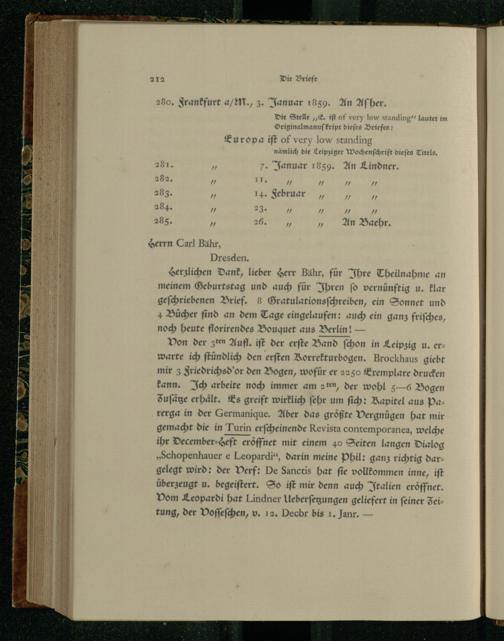 212 Die Briefe
280. Frankfurt a/M., 3. Januar 1859. An Asher.
Die Stelle „E. ist of very low standing“ lautet im
Originalmanuskript dieses Briefes:
Europa ist of very low standing
nämlich die Leipziger Wochenschrift dieses Titels.
281. „ 7. Januar 1859. An Lindner.
282. „ 11. „ „ „ „
283. „ 14. Februar „ „ „
284. „ 23. „ „ „ „
285. „ 26. „ „ An Baehr.
Herrn Carl Bähr,
Dresden.
Herzlichen Dank, lieber Herr Bähr, für Ihre Theilnahme an
meinem Geburtstag und auch für Ihren so vernünftig u. klar
geschriebenen Brief. 8 Gratulationsschreiben, ein Sonnet und
4 Bücher sind an dem Tage eingelaufen: auch ein ganz frisches,
noch heute florirendes Bouquet aus Berlin! —
Von der 3ten Aufl. ist der erste Band schon in Leipzig u. er-
warte ich stündlich den ersten Korrekturbogen. Brockhaus giebt
mir 3 Friedrichsd'or den Bogen, wofür er 2250 Exemplare drucken
kann. Ich arbeite noch immer am 2ten, der wohl 5—6 Bogen
Zusätze erhält. Es greift wirklich sehr um sich: Kapitel aus Pa-
rerga in der Germanique. Aber das größte Vergnügen hat mir
gemacht die in Turin erscheinende Revista contemporanea, welche
ihr December-Heft eröffnet mit einem 40 Seiten langen Dialog
„Schopenhauer e Leopardi“, darin meine Phil: ganz richtig dar-
gelegt wird: der Verf: De Sanctis hat sie vollkommen inne, ist
überzeugt u. begeistert. So ist mir denn auch Italien eröffnet.
Vom Leopardi hat Lindner Uebersetzungen geliefert in seiner Zei-
tung, der Vosseschen, v. 12. Decbr bis 1. Janr. —